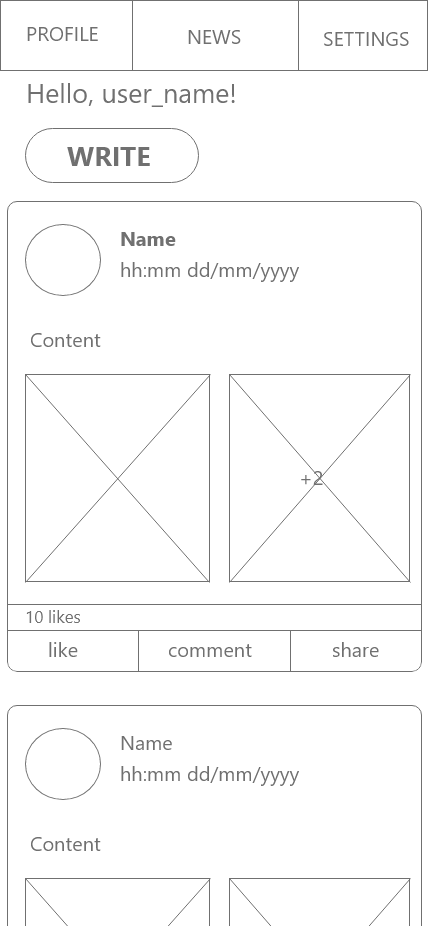 PROFILE NEWS SETTINGS
Hello, user_name!
WRITE
Name
hh:mm dd/mm/yyyy
Content
+2
10 likes
like comment share
Name
hh:mm dd/mm/yyyy
Content